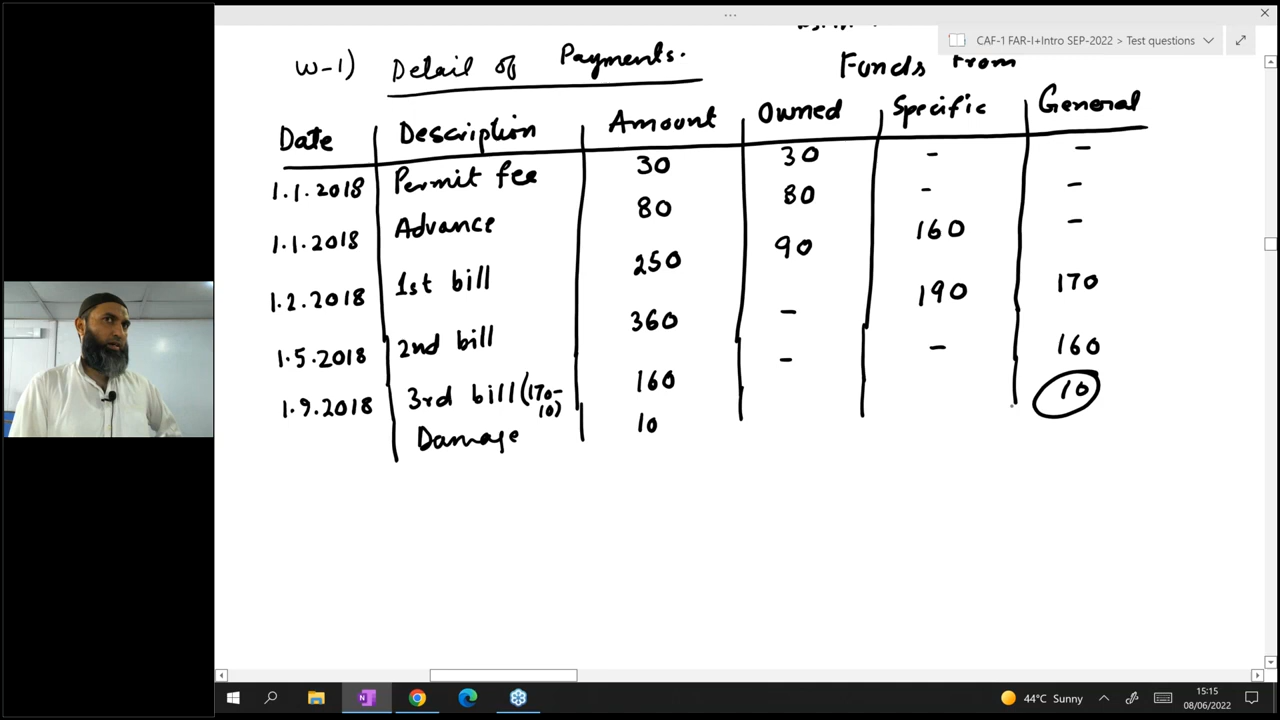 CAF-1 FAR-I+Intro SEP-2022 > Test questions
W-1) Detail of Payments.
Funds From
Date Description Amount Owned Specific General
1.1.2018 Permit fee 30 30 - -
1.1.2018 Advance 80 80 - -
1.2.2018 1st bill 250 90 160 -
1.5.2018 2nd bill 360 - 190 170
1.9.2018 3rd bill (170- 160 - - 160
10)
Damage 10 10
44°C Sunny
15:15
08/06/2022